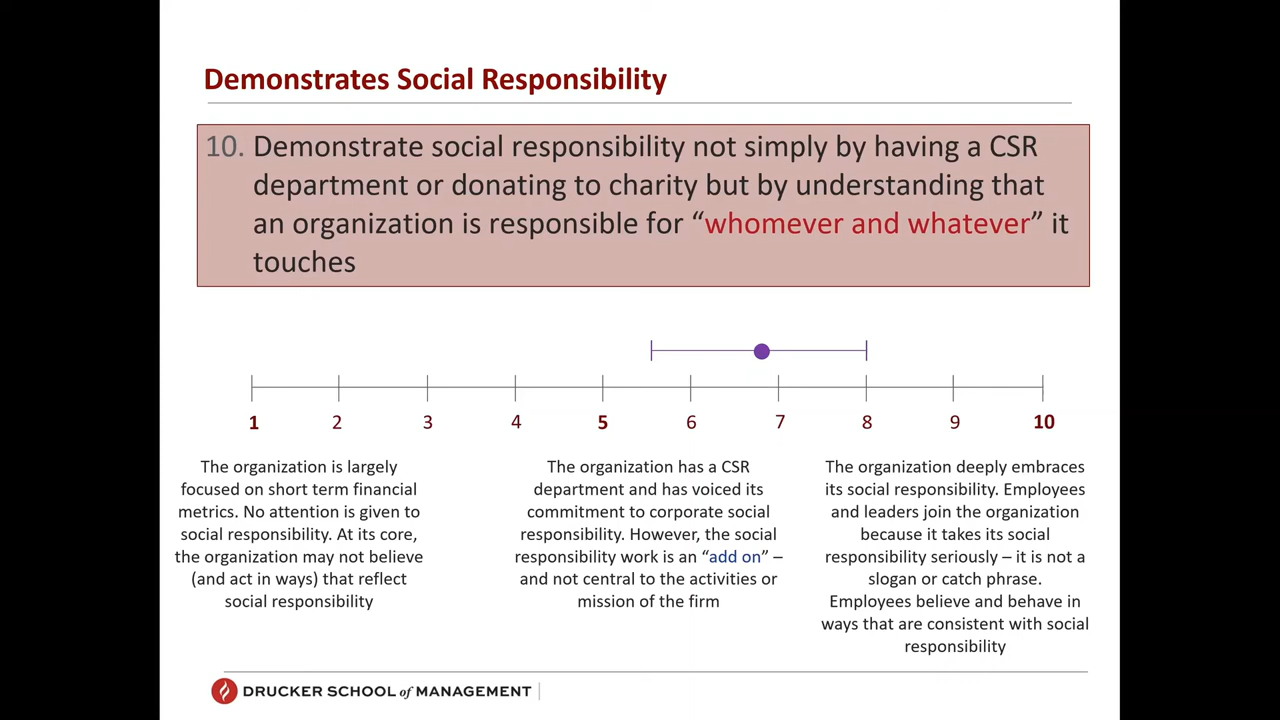 Demonstrates Social Responsibility
10. Demonstrate social responsibility not simply by having a CSR
department or donating to charity but by understanding that
an organization is responsible for “whomever and whatever” it
touches
1 2 3 4 5 6 7 8 9 10
The organization is largely
focused on short term financial
metrics. No attention is given to
social responsibility. At its core,
the organization may not believe
(and act in ways) that reflect
social responsibility
The organization has a CSR
department and has voiced its
commitment to corporate social
responsibility. However, the social
responsibility work is an “add on” –
and not central to the activities or
mission of the firm
The organization deeply embraces
its social responsibility. Employees
and leaders join the organization
because it takes its social
responsibility seriously – it is not a
slogan or catch phrase.
Employees believe and behave in
ways that are consistent with social
responsibility
DRUCKER SCHOOL of MANAGEMENT